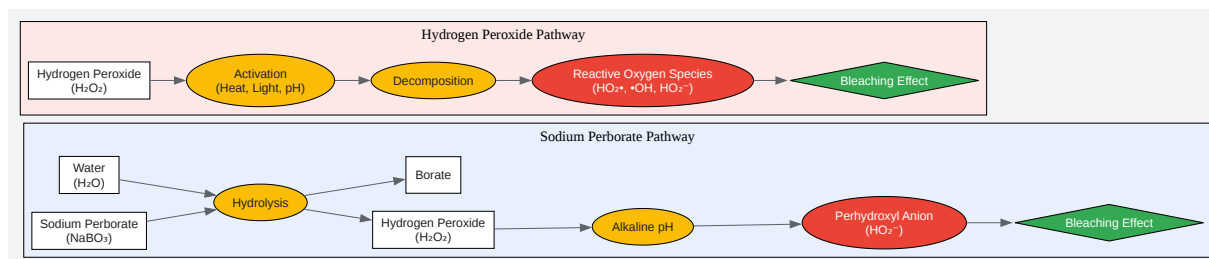 Hydrogen Peroxide Pathway
Hydrogen Peroxide
(H₂O₂)
Activation
(Heat, Light, pH)
Decomposition
Reactive Oxygen Species
(HO₂•, •OH, HO₂⁻)
Bleaching Effect
Sodium Perborate Pathway
Water
(H₂O)
Sodium Perborate
(NaBO₃)
Hydrolysis
Borate
Hydrogen Peroxide
(H₂O₂)
Alkaline pH
Perhydroxyl Anion
(HO₂⁻)
Bleaching Effect